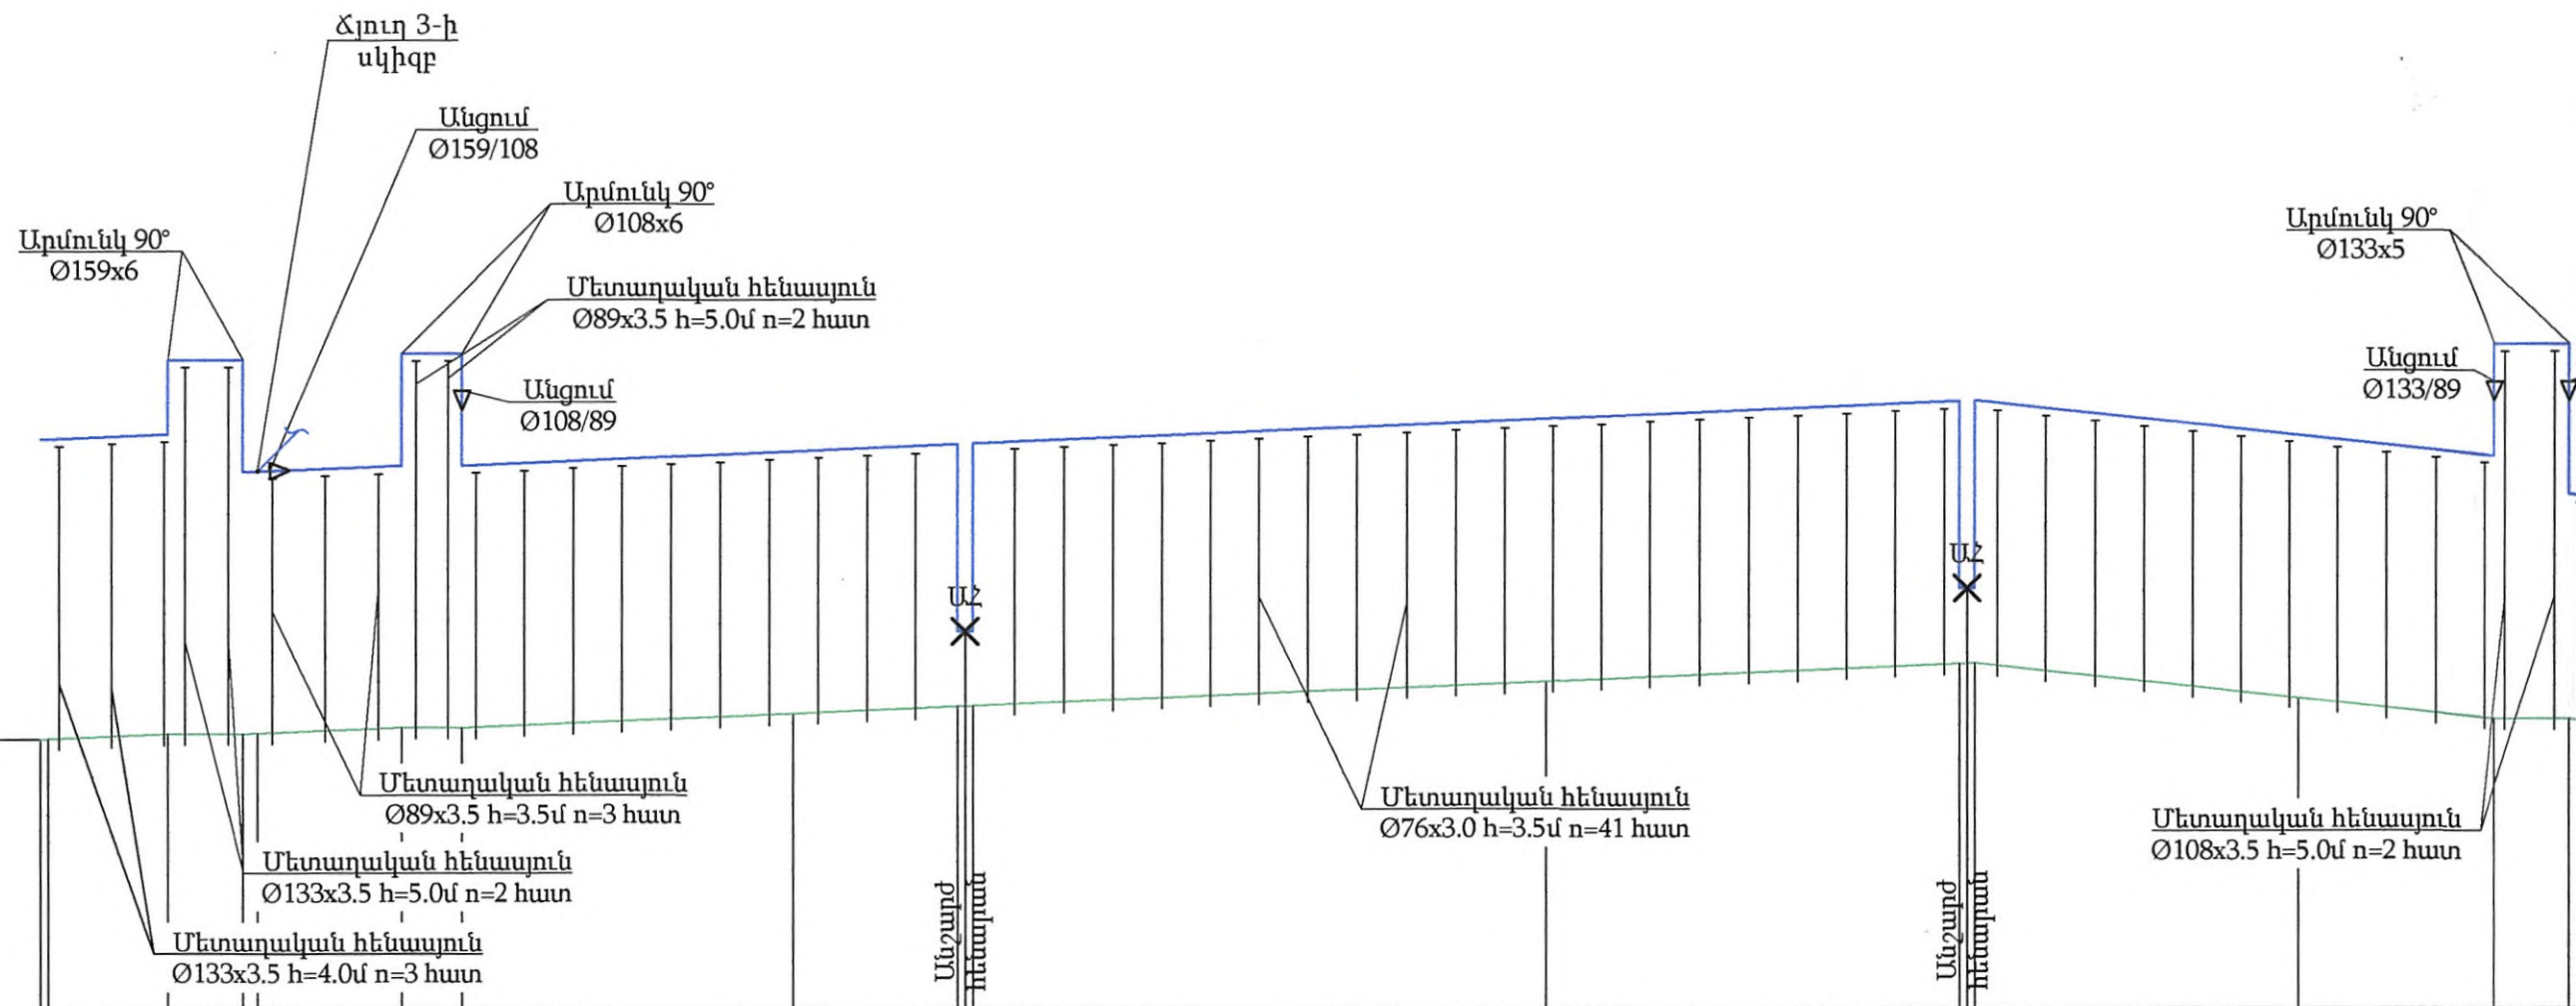 Ճյուղ 3-ի
սկիզբ
Անցում
Ø159/108
Արմունկ 90°
Ø108x6
Արմունկ 90°
Ø159x6
Մետաղական հենասյուն
Ø89x3.5 h=5.0մ n=2 հատ
Անցում
Ø108/89
Արմունկ 90°
Ø133x5
Անցում
Ø133/89
ԱՀ
ԱՀ
Մետաղական հենասյուն
Ø89x3.5 h=3.5մ n=3 հատ
Մետաղական հենասյուն
Ø133x3.5 h=5.0մ n=2 հատ
Մետաղական հենասյուն
Ø133x3.5 h=4.0մ n=3 հատ
Մետաղական հենասյուն
Ø76x3.0 h=3.5մ n=41 հատ
Մետաղական հենասյուն
Ø108x3.5 h=5.0մ n=2 հատ
Անշարժ
հենարան
Անշարժ
հենարան